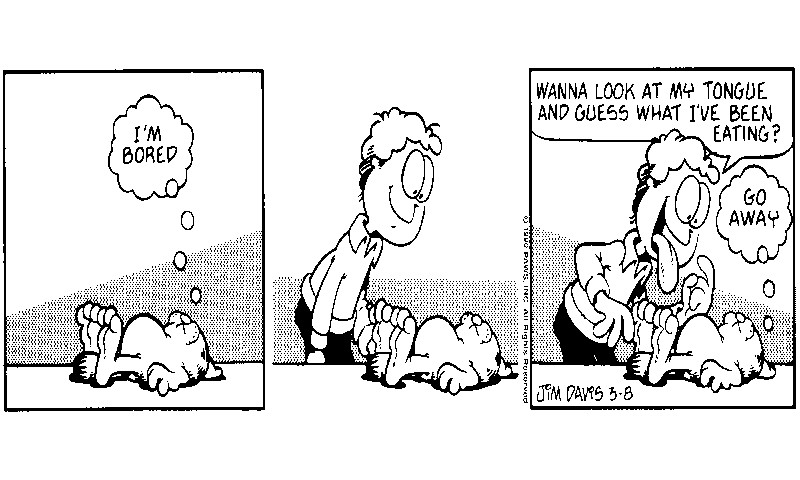 I'M
BORED
WANNA LOOK AT MY TONGUE
AND GUESS WHAT I'VE BEEN
EATING?
GO
AWAY
JIM DAVIS 3-8